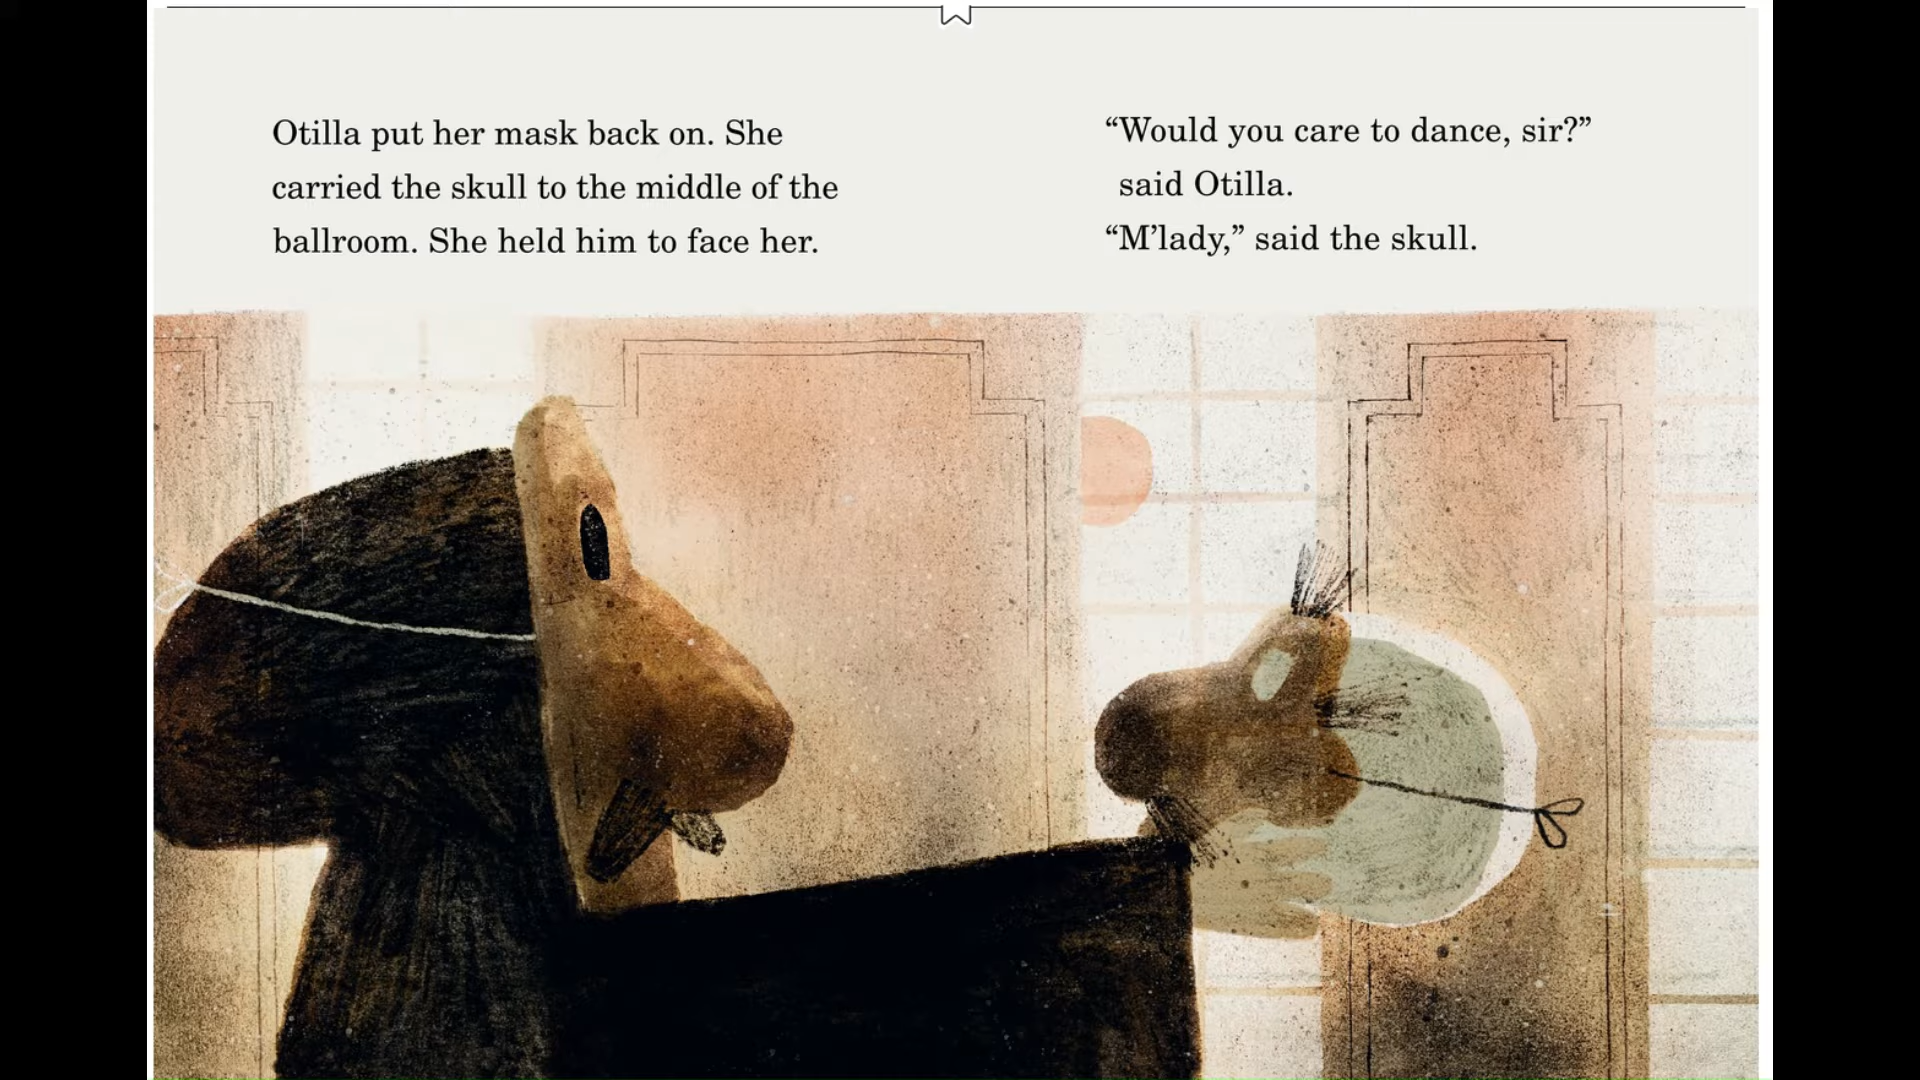 Otilla put her mask back on. She
carried the skull to the middle of the
ballroom. She held him to face her.
“Would you care to dance, sir?”
said Otilla.
“M’lady,” said the skull.